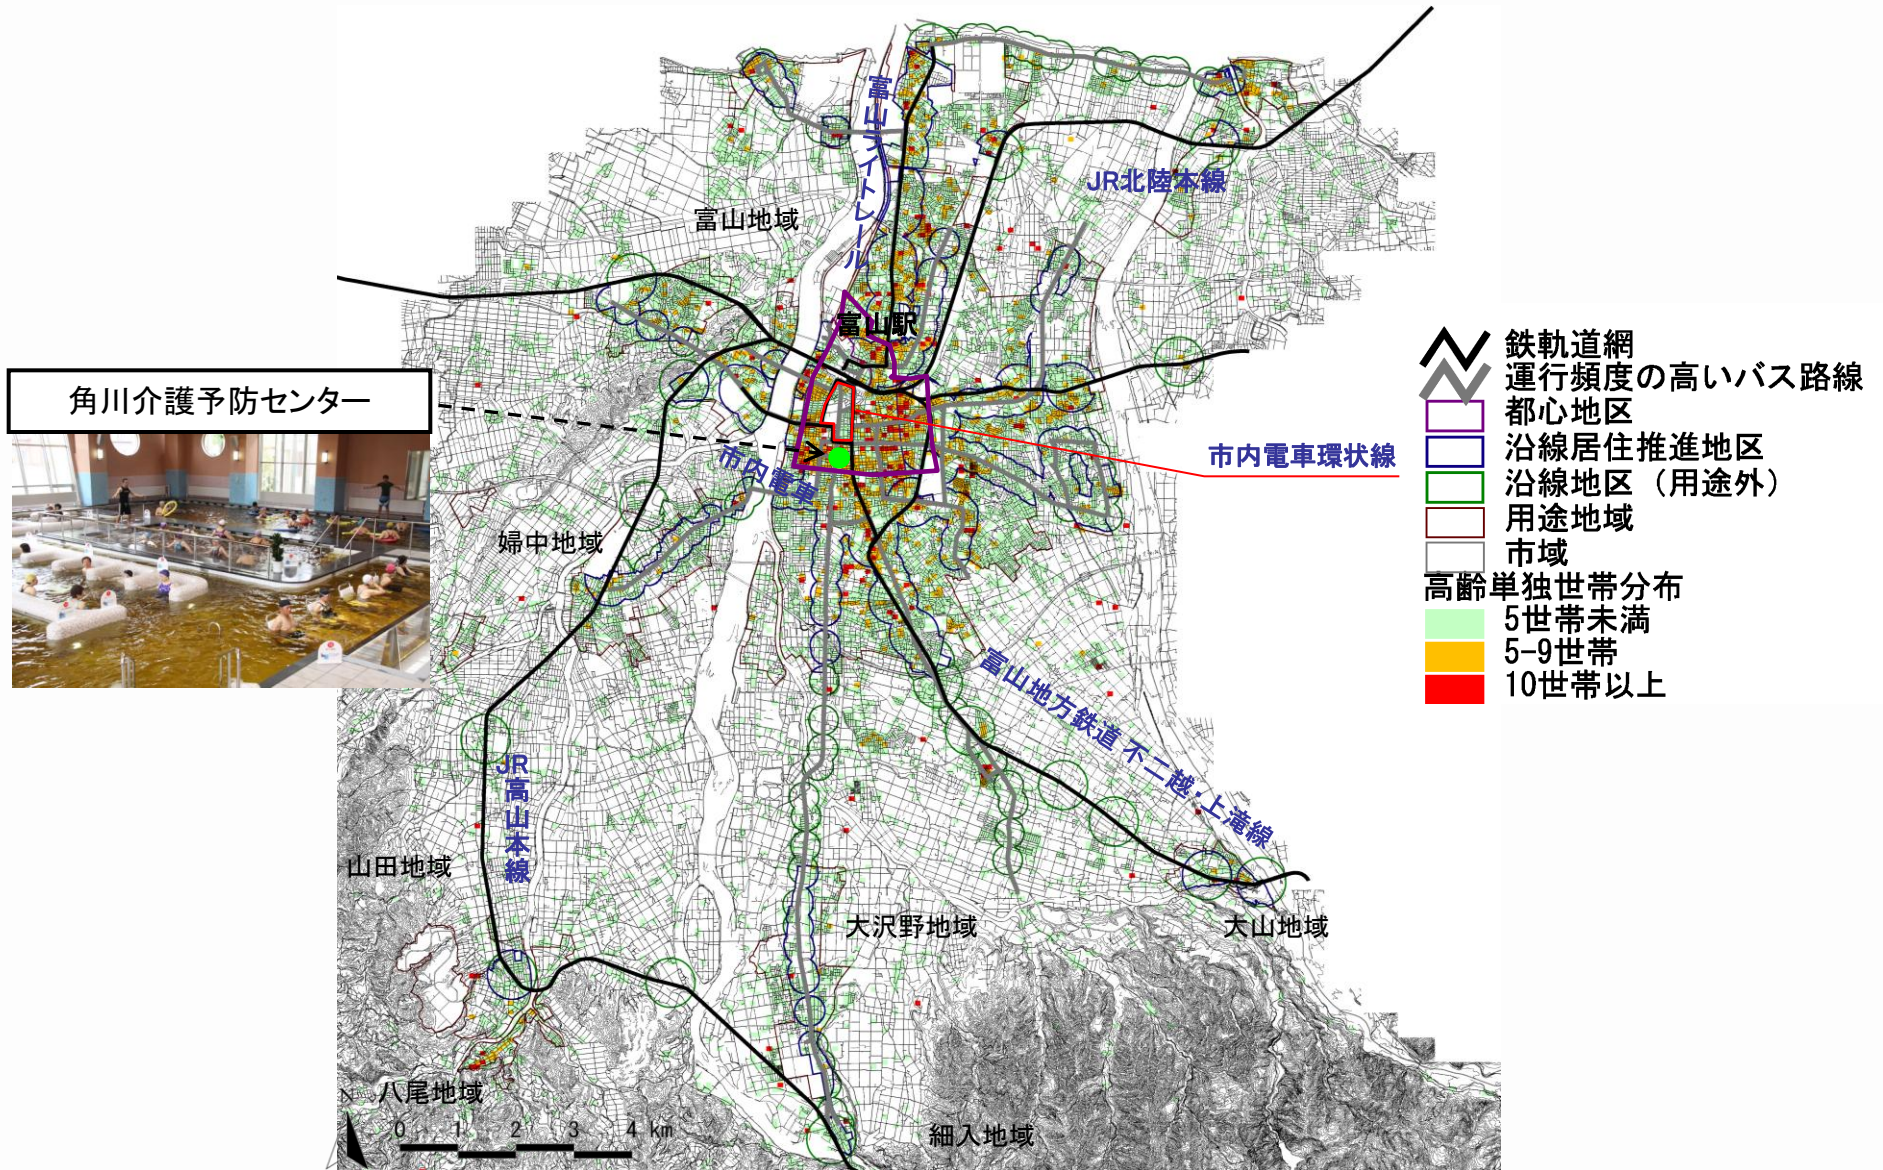 富山ライトレール
JR北陸本線
富山地域
富山駅
角川介護予防センター
市内電車環状線
市内電車
婦中地域
富山地方鉄道 不二越・上滝線
JR高山本線
山田地域
大沢野地域
大山地域
八尾地域
細入地域
N
0 1 2 3 4 km
鉄軌道網
運行頻度の高いバス路線
都心地区
沿線居住推進地区
沿線地区（用途外）
用途地域
市域
高齢単独世帯分布
5世帯未満
5-9世帯
10世帯以上